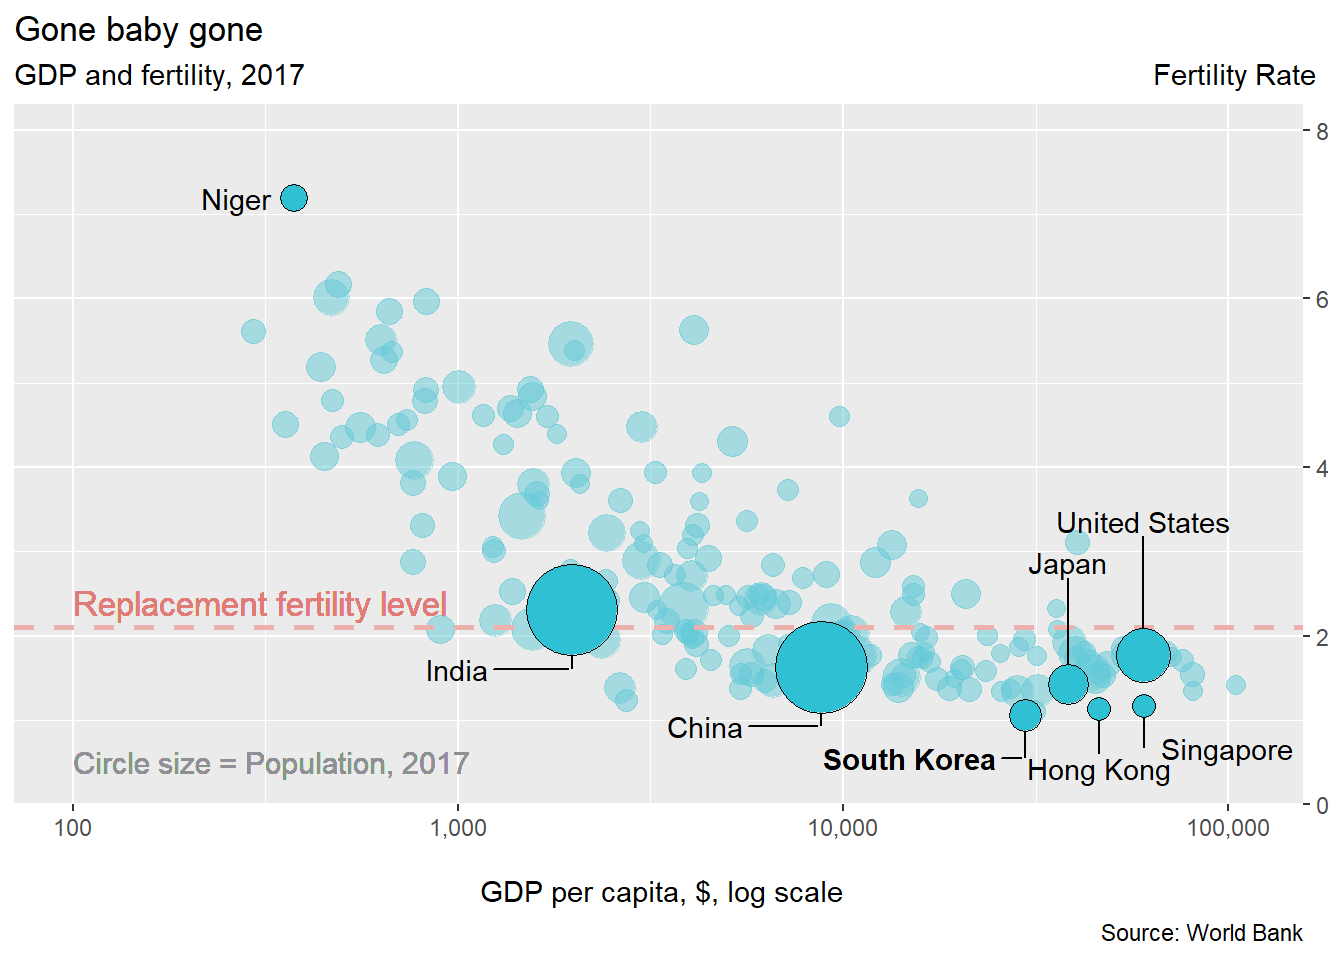 Gone baby gone
GDP and fertility, 2017
Fertility Rate
8
Niger
6
4
United States
Japan
Replacement fertility level
2
India
China
South Korea
Singapore
Hong Kong
Circle size = Population, 2017
0
100
1,000
10,000
100,000
GDP per capita, $, log scale
Source: World Bank